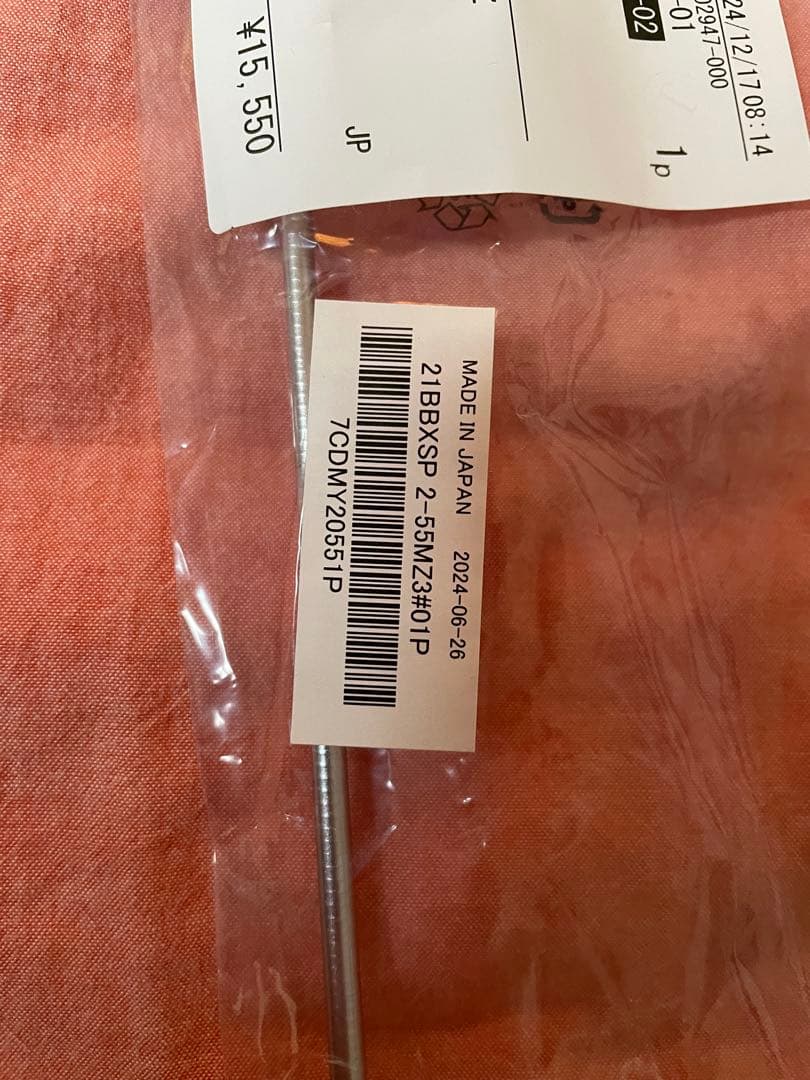 24/12/17 08:14
02947-000
-01
-02
1p
JP
¥15,550
MADE IN JAPAN 2024-06-26
21BBXSP 2-55MZ3#01P
7CDMY20551P